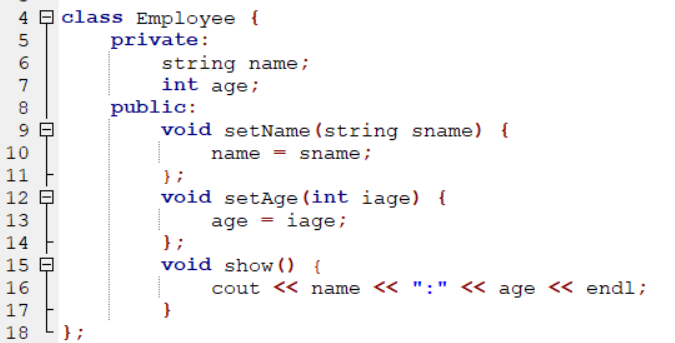 4 class Employee {
5 private:
6 string name;
7 int age;
8 public:
9 void setName(string sname) {
10 name = sname;
11 };
12 void setAge(int iage) {
13 age = iage;
14 };
15 void show() {
16 cout << name << ":" << age << endl;
17 }
18 };